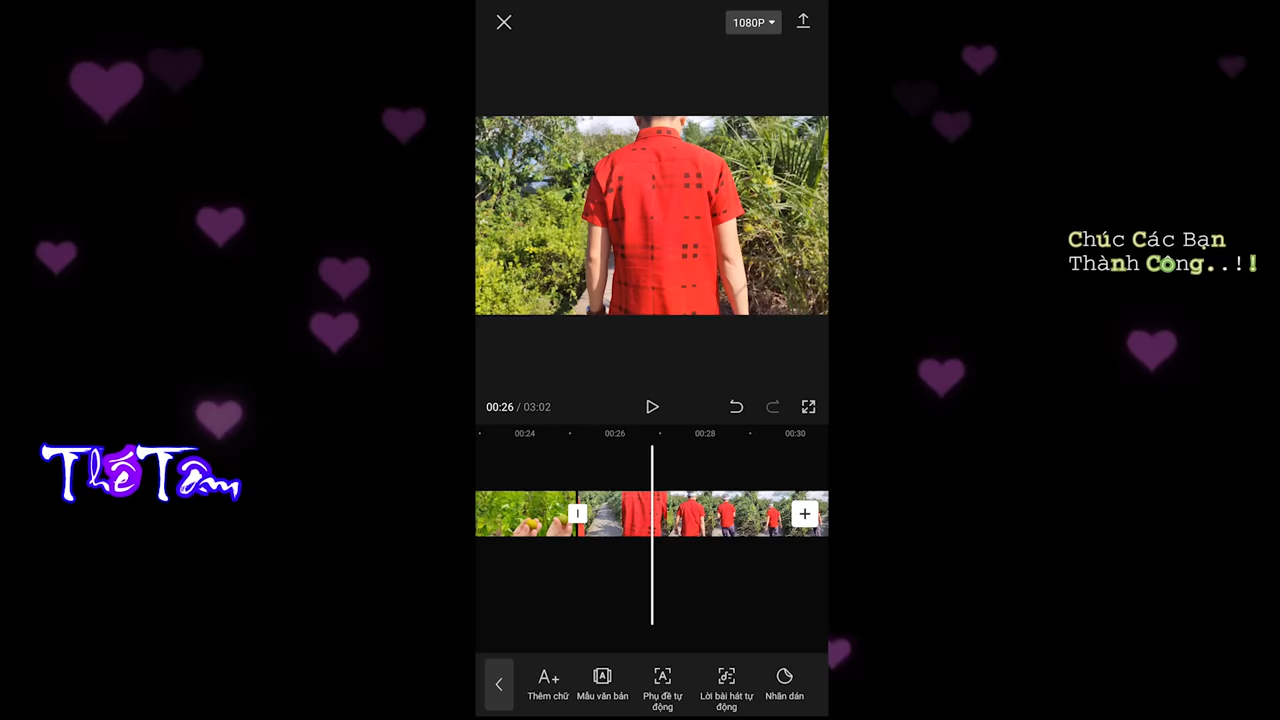 1080P
Chúc Các Bạn
Thành Công..!!
00:26 / 03:02
00:24
00:26
00:28
00:30
Thế Tâm
Thêm chữ
Mẫu văn bản
Phụ đề tự
động
Lời bài hát tự
động
Nhãn dán